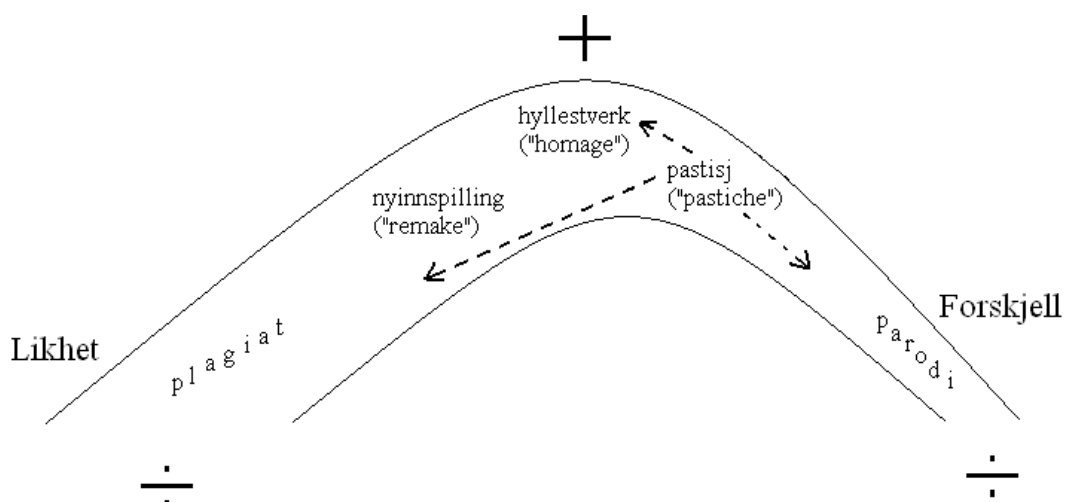 +
hyllestverk
("homage")
pastisj
("pastiche")
nyinnspilling
("remake")
Forskjell
Likhet
plagiat
parodi
÷
÷